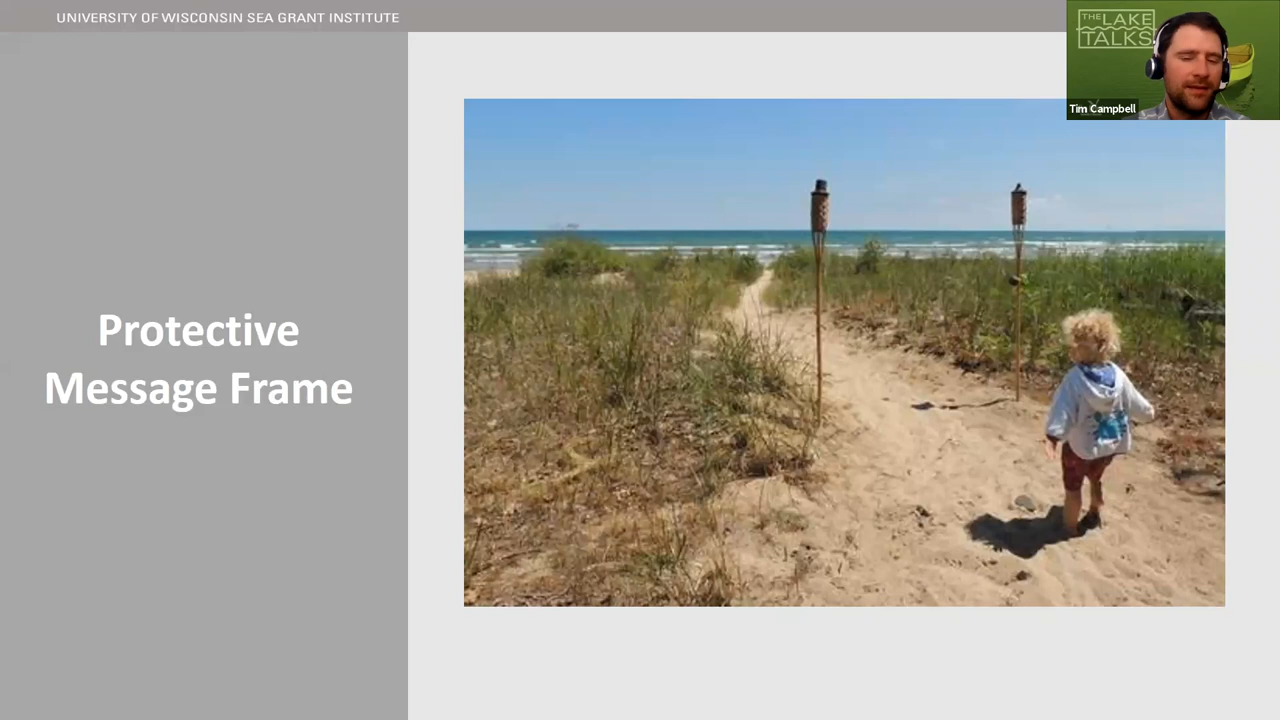 UNIVERSITY OF WISCONSIN SEA GRANT INSTITUTE
THE LAKE
TALKS
Tim Campbell
Protective
Message Frame